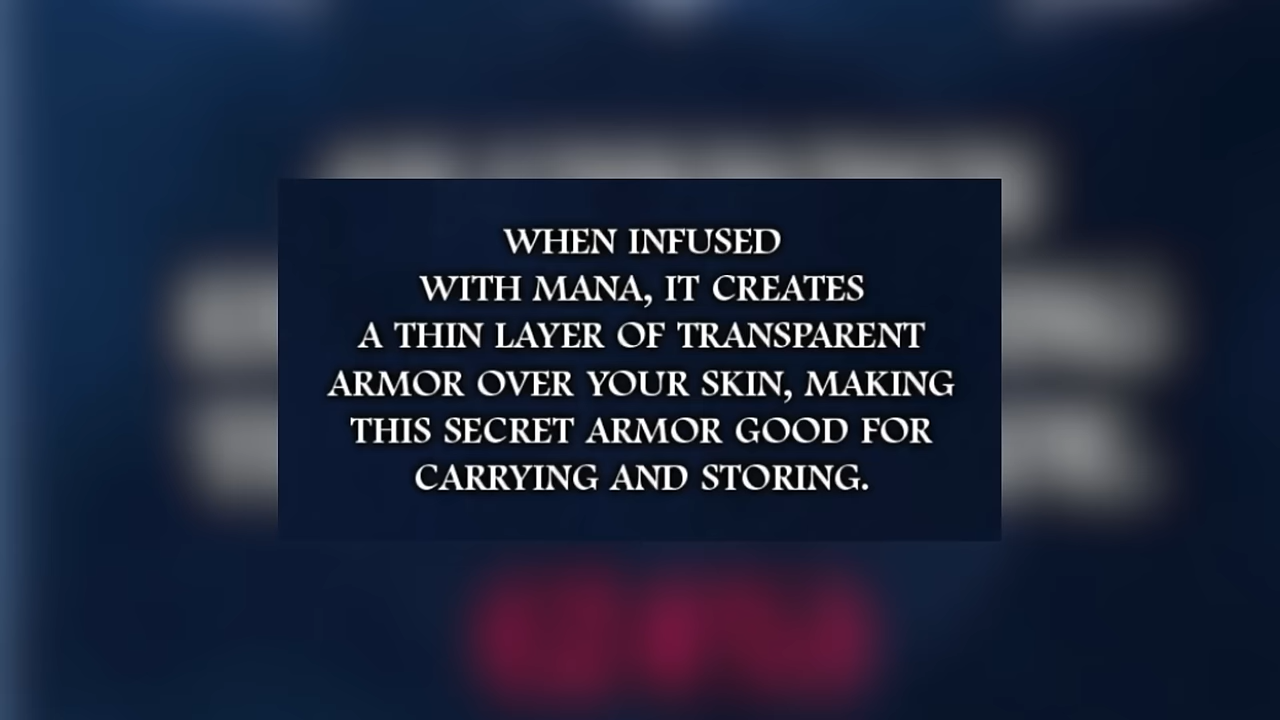 WHEN INFUSED
WITH MANA, IT CREATES
A THIN LAYER OF TRANSPARENT
ARMOR OVER YOUR SKIN, MAKING
THIS SECRET ARMOR GOOD FOR
CARRYING AND STORING.